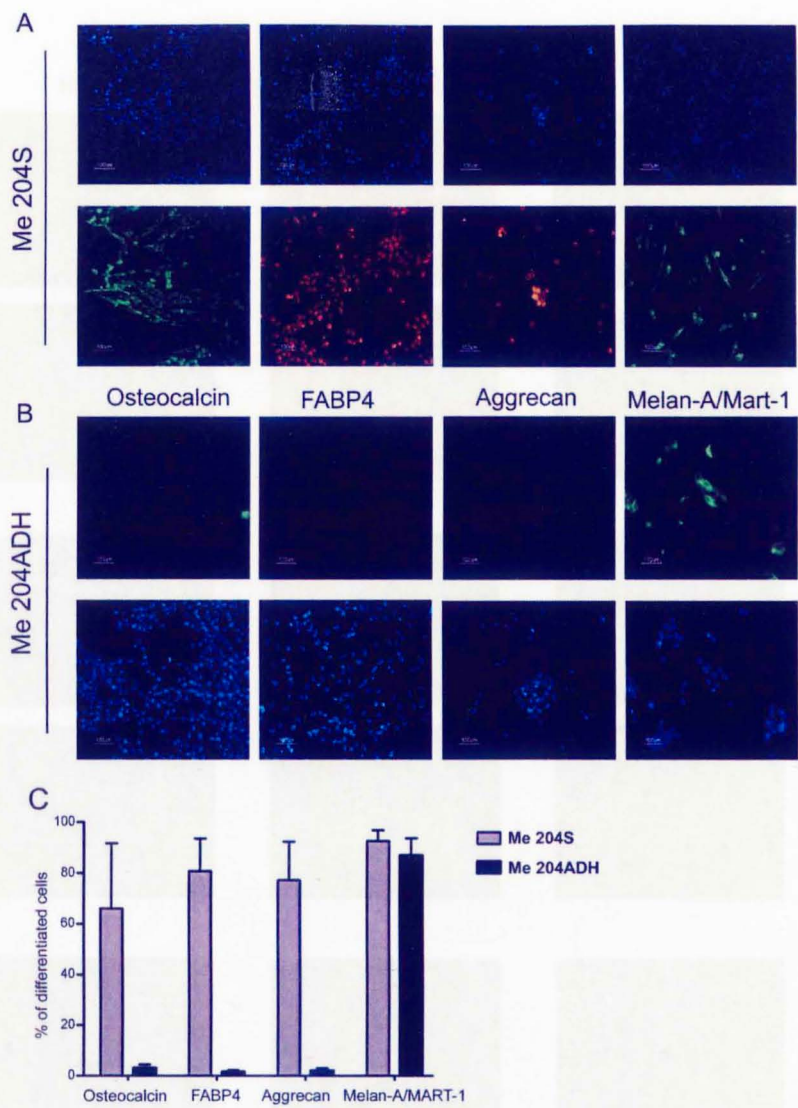 A
Me 204S
Osteocalcin FABP4 Aggrecan Melan-A/Mart-1
B
Me 204ADH
C
% of differentiated cells
100
80
60
40
20
0
Osteocalcin FABP4 Aggrecan Melan-A/MART-1
Me 204S
Me 204ADH